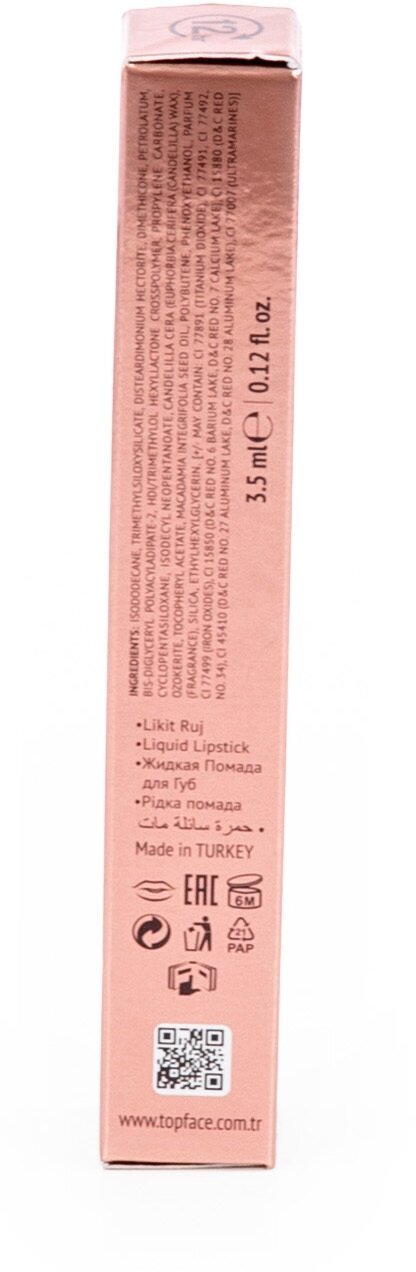 12
INGREDIENTS: ISODODECANE, TRIMETHYLSILOXYSILICATE, DISTEARDIMONIUM HECTORITE, DIMETHICONE, PETROLATUM,
BIS-DIGLYCERYL POLYACYLADIPATE-2, HDI/TRIMETHYLOL HEXYLLACTONE CROSSPOLYMER, PROPYLENE CARBONATE,
CYCLOPENTASILOXANE, ISODECYL NEOPENTANOATE, CANDELILLA CERA (EUPHORBIA CERIFERA (CANDELILLA) WAX),
OZOKERITE, TOCOPHERYL ACETATE, MACADAMIA INTEGRIFOLIA SEED OIL, POLYBUTENE, PHENOXYETHANOL, PARFUM
(FRAGRANCE), SILICA, ETHYLHEXYLGLYCERIN, [+/- MAY CONTAIN: CI 77891 (TITANIUM DIOXIDE), CI 77491, CI 77492,
CI 77499 (IRON OXIDES), CI 15850 (D&C RED NO. 6 BARIUM LAKE, D&C RED NO. 7 CALCIUM LAKE), CI 15880 (D&C RED
NO. 34), CI 45410 (D&C RED NO. 27 ALUMINUM LAKE, D&C RED NO. 28 ALUMINUM LAKE), CI 77007 (ULTRAMARINES)]
3.5 ml℮ | 0.12 fl. oz.
•Likit Ruj
•Liquid Lipstick
•Жидкая Помада
для Губ
•Рідка помада
• حمرة سائلة مات
Made in TURKEY
EAC 6M
21
PAP
www.topface.com.tr